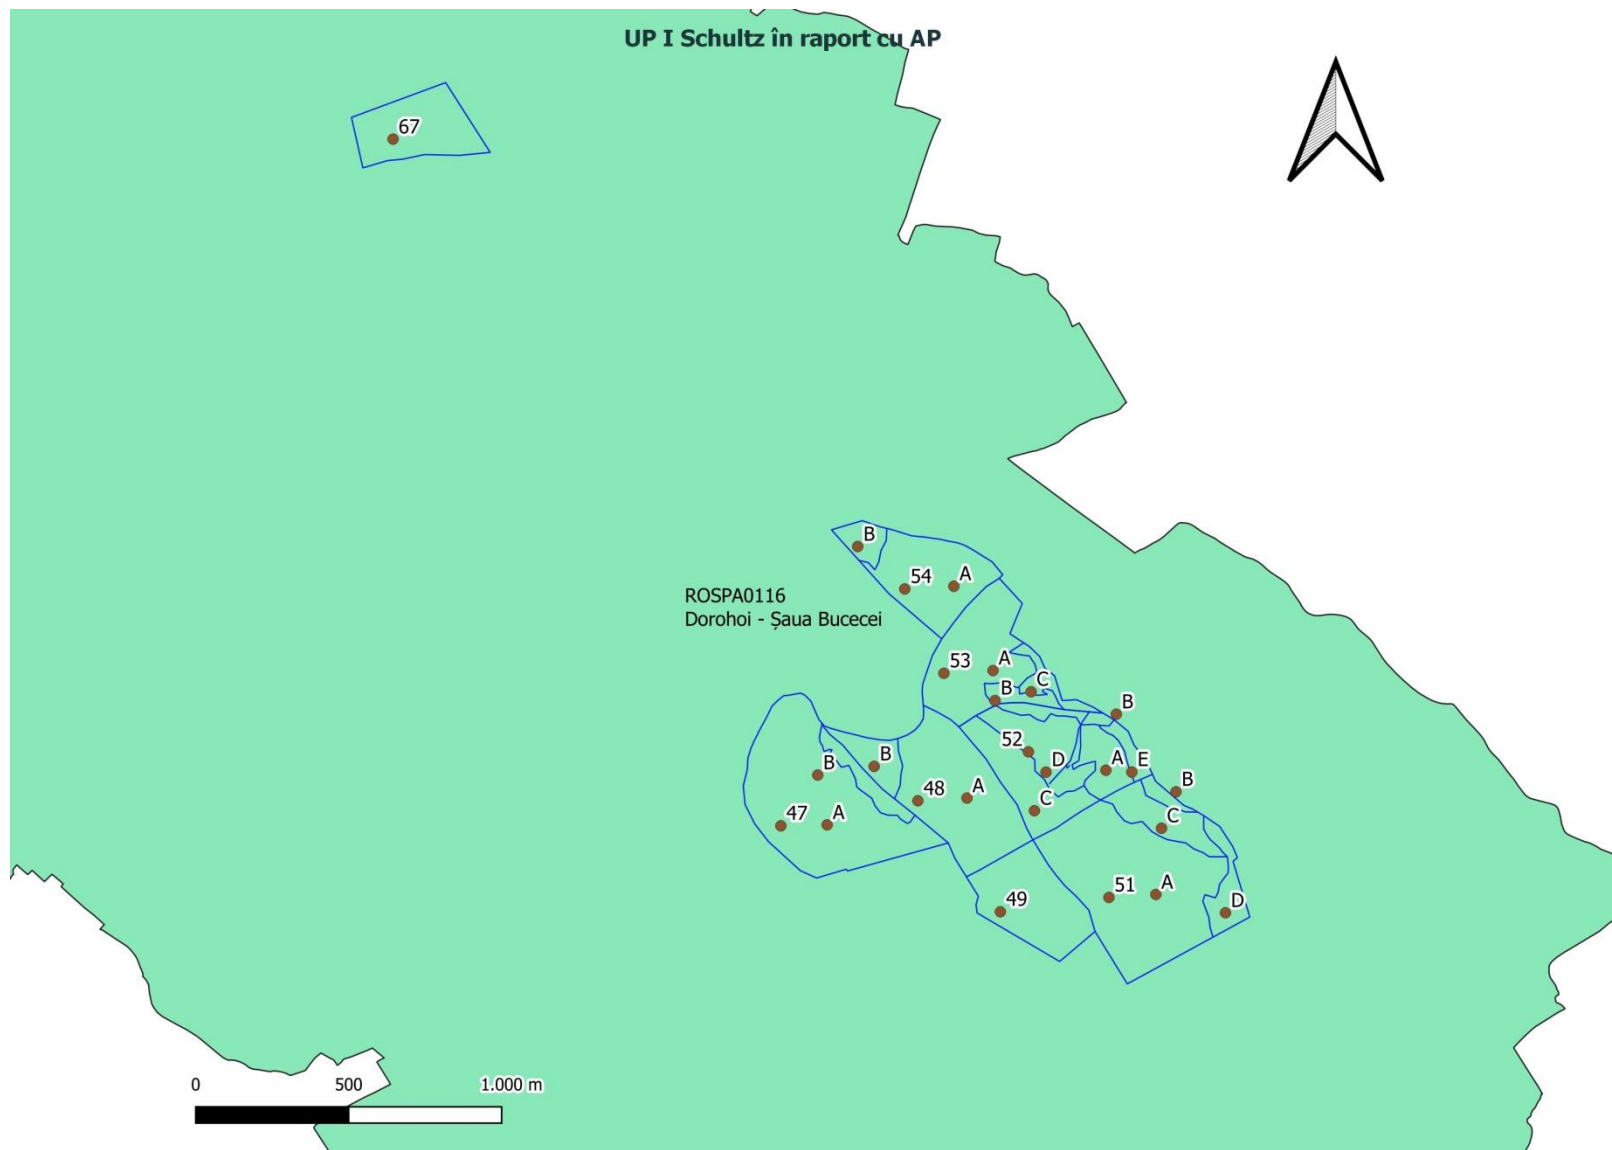 UP I Schultz în raport cu AP
67
B
54
A
ROSPA0116
Dorohoi - Șaua Bucecei
53
A
C
B
B
52
B
D
A
E
B
B
48
A
C
C
47
A
51
A
49
D
0
500
1.000 m